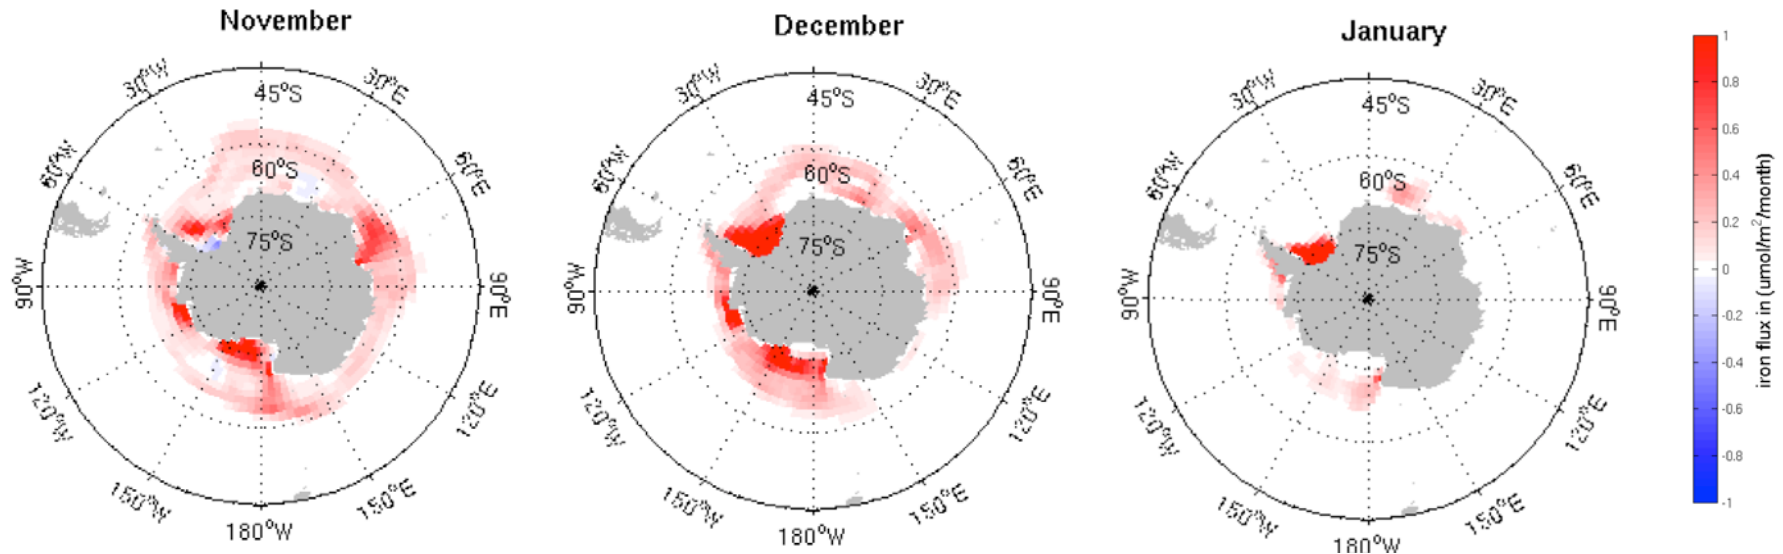 November
December
January
30°W
45°S
30°E
60°W
60°S
60°E
75°S
90°W
90°E
120°W
120°E
150°W
150°E
180°W
30°W
45°S
30°E
60°W
60°S
60°E
75°S
90°W
90°E
120°W
120°E
150°W
150°E
180°W
30°W
45°S
30°E
60°W
60°S
60°E
75°S
90°W
90°E
120°W
120°E
150°W
150°E
180°W
1
0.8
0.6
0.4
0.2
0
-0.2
-0.4
-0.6
-0.8
-1
iron flux in (umol/m²/month)